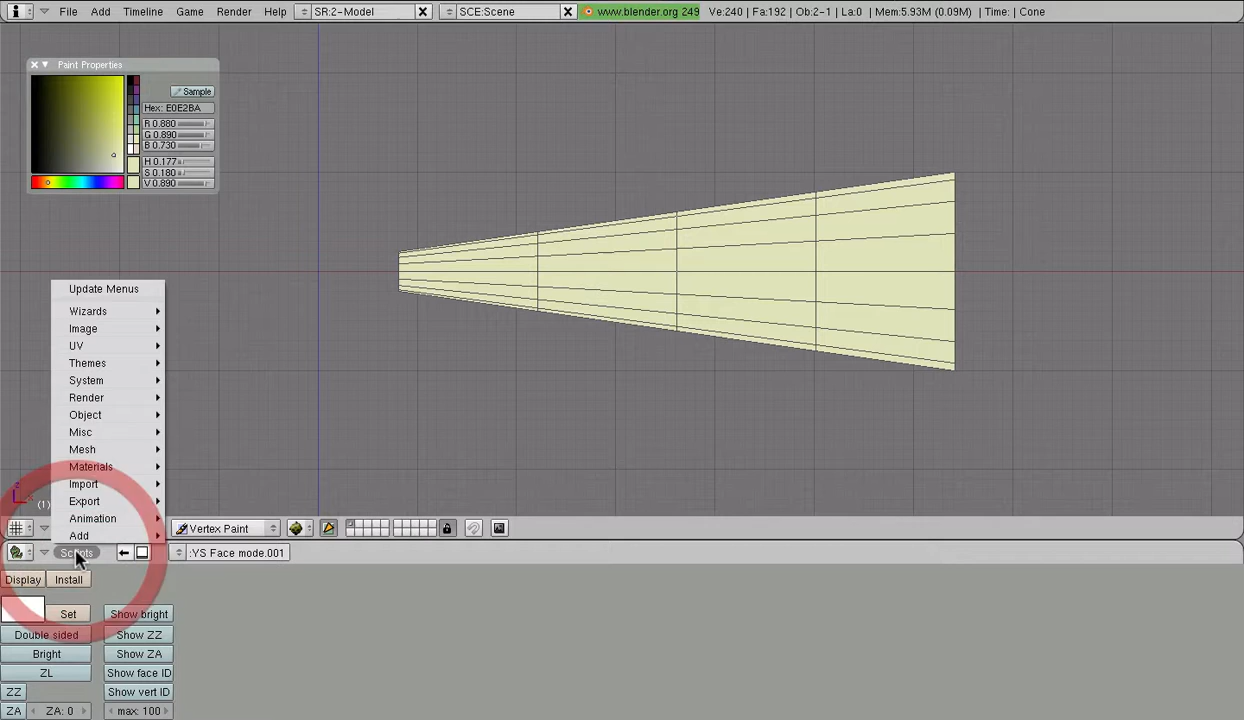 File Add Timeline Game Render Help SR:2-Model SCE:Scene www.blender.org 249 Ve:240 | Fa:192 | Ob:2-1 | La:0 | Mem:5.93M (0.09M) | Time: | Cone
Paint Properties
Sample
Hex: E0E2BA
R 0.880
G 0.890
B 0.730
H 0.177
S 0.180
V 0.890
Update Menus
Wizards
Image
UV
Themes
System
Render
Object
Misc
Mesh
Materials
Import
Export
Animation
Add
(1)
Vertex Paint
Scripts :YS Face mode.001
Display Install
Set Show bright
Double sided Show ZZ
Bright Show ZA
ZL Show face ID
ZZ Show vert ID
ZA ZA: 0 max: 100